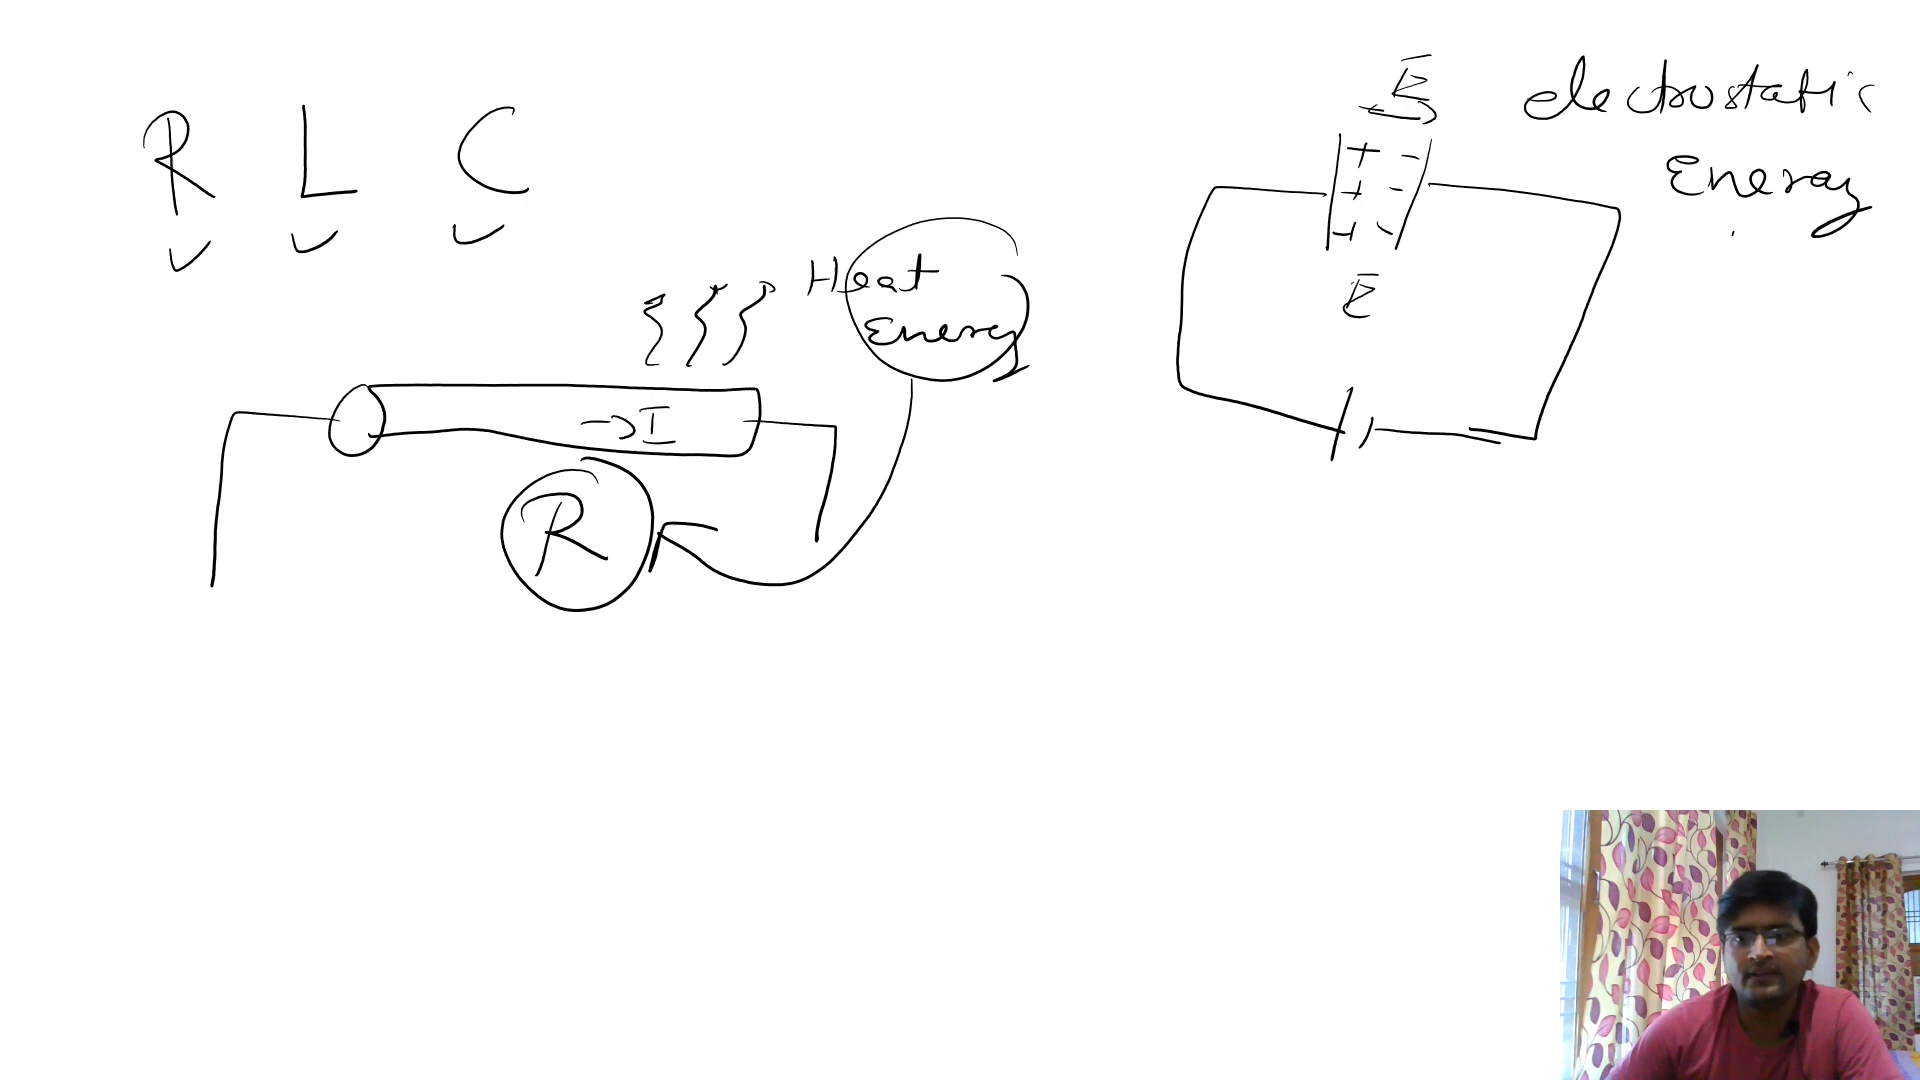 R L C
Heat
Energy
→I
R
E
electrostatic
Energy
+ -
+ -
+ -
E